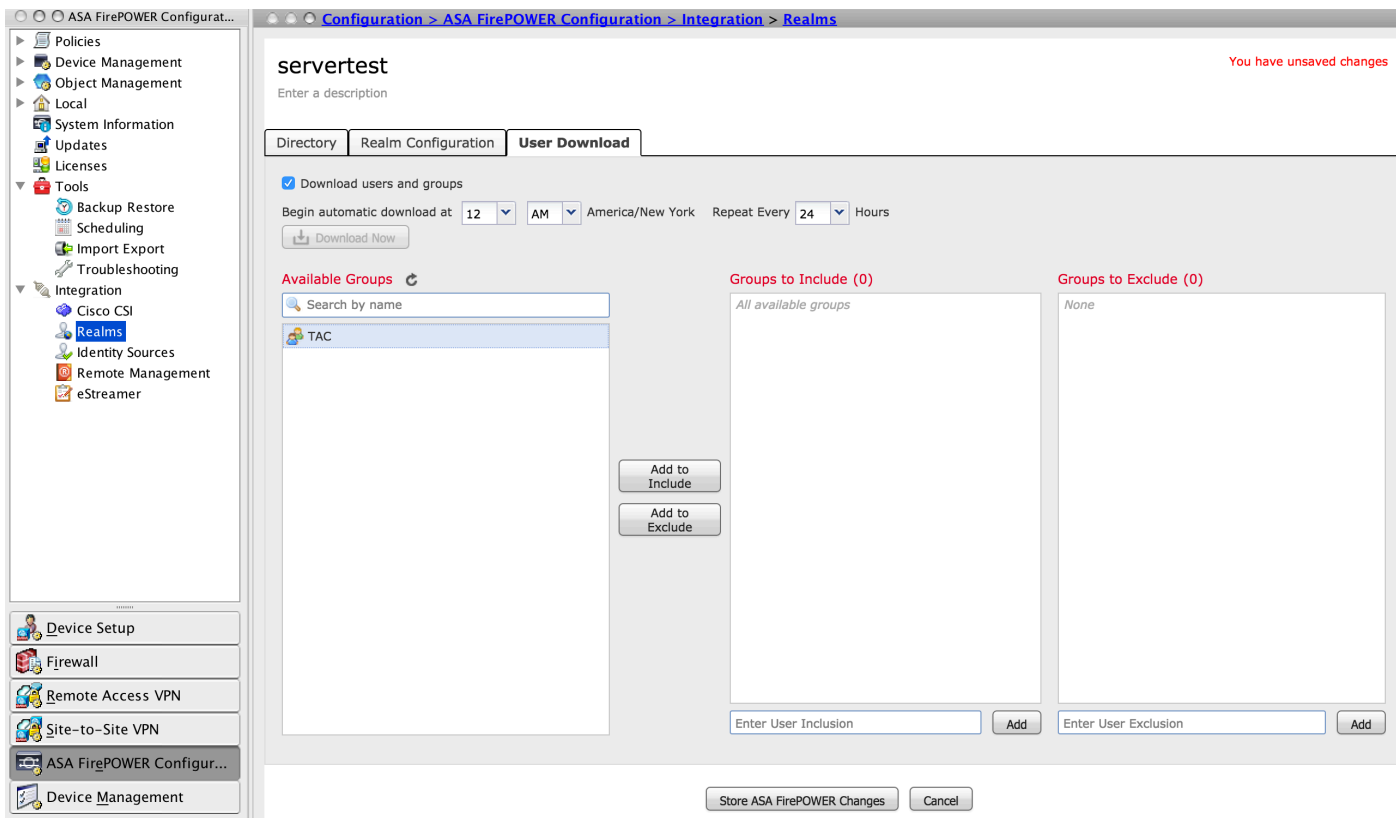 ASA FirePOWER Configurat...
Policies
Device Management
Object Management
Local
System Information
Updates
Licenses
Tools
Backup Restore
Scheduling
Import Export
Troubleshooting
Integration
Cisco CSI
Realms
Identity Sources
Remote Management
eStreamer
Device Setup
Firewall
Remote Access VPN
Site-to-Site VPN
ASA FirePOWER Configur...
Device Management
Configuration > ASA FirePOWER Configuration > Integration > Realms
servertest
You have unsaved changes
Enter a description
Directory
Realm Configuration
User Download
Download users and groups
Begin automatic download at 12 AM America/New York Repeat Every 24 Hours
Download Now
Available Groups
Search by name
TAC
Add to Include
Add to Exclude
Groups to Include (0)
All available groups
Enter User Inclusion
Add
Groups to Exclude (0)
None
Enter User Exclusion
Add
Store ASA FirePOWER Changes
Cancel